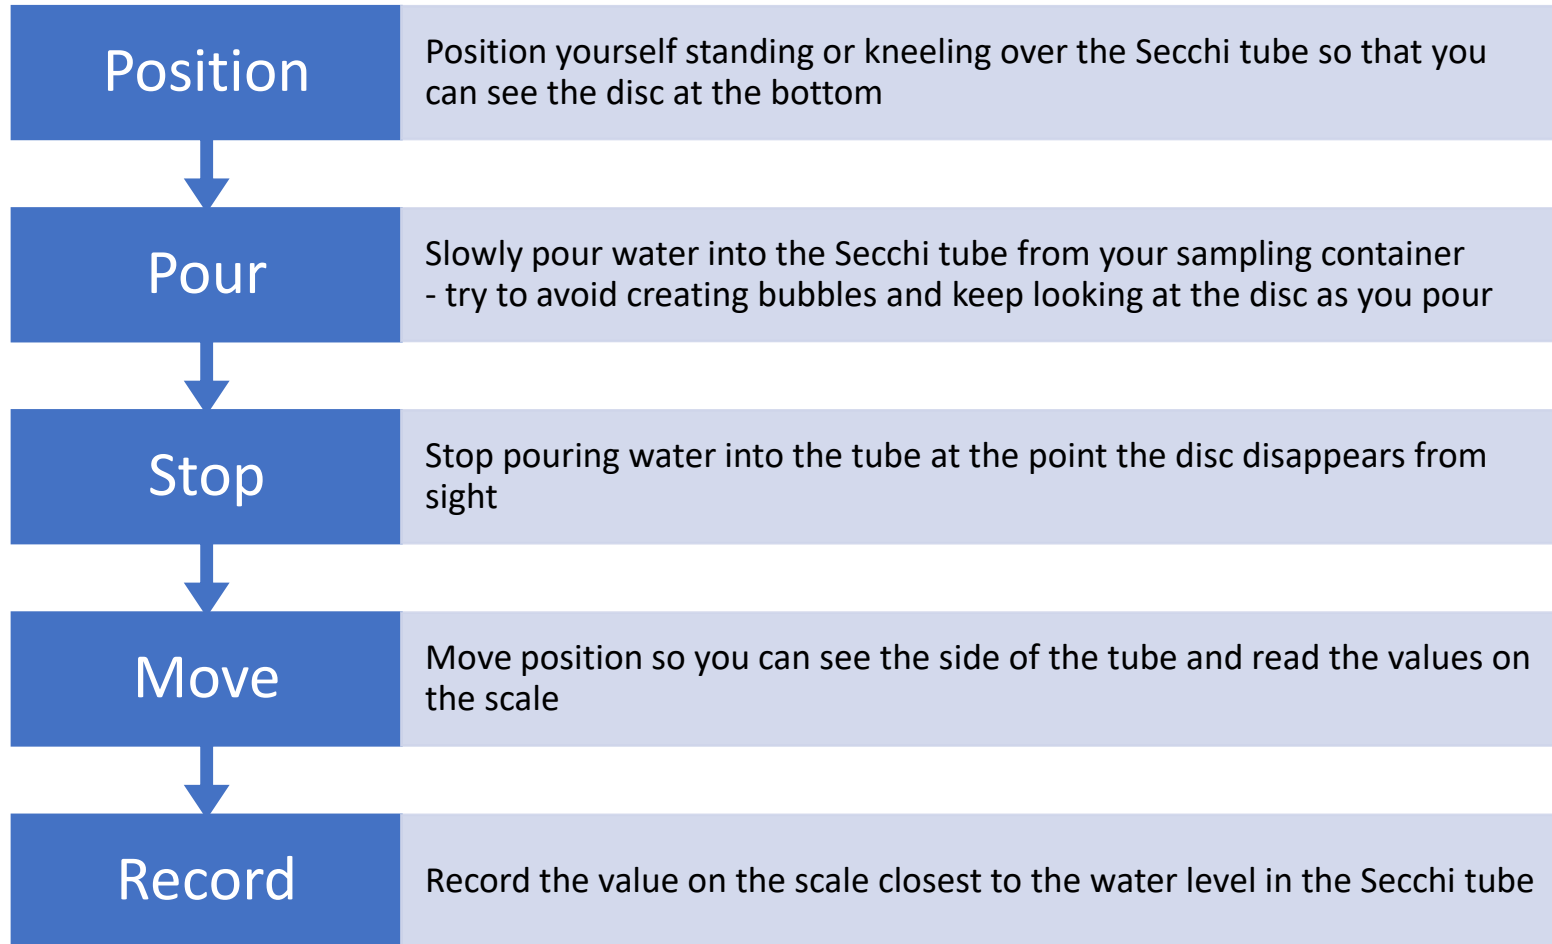 Position
Position yourself standing or kneeling over the Secchi tube so that you
can see the disc at the bottom
Pour
Slowly pour water into the Secchi tube from your sampling container
- try to avoid creating bubbles and keep looking at the disc as you pour
Stop
Stop pouring water into the tube at the point the disc disappears from
sight
Move
Move position so you can see the side of the tube and read the values on
the scale
Record
Record the value on the scale closest to the water level in the Secchi tube